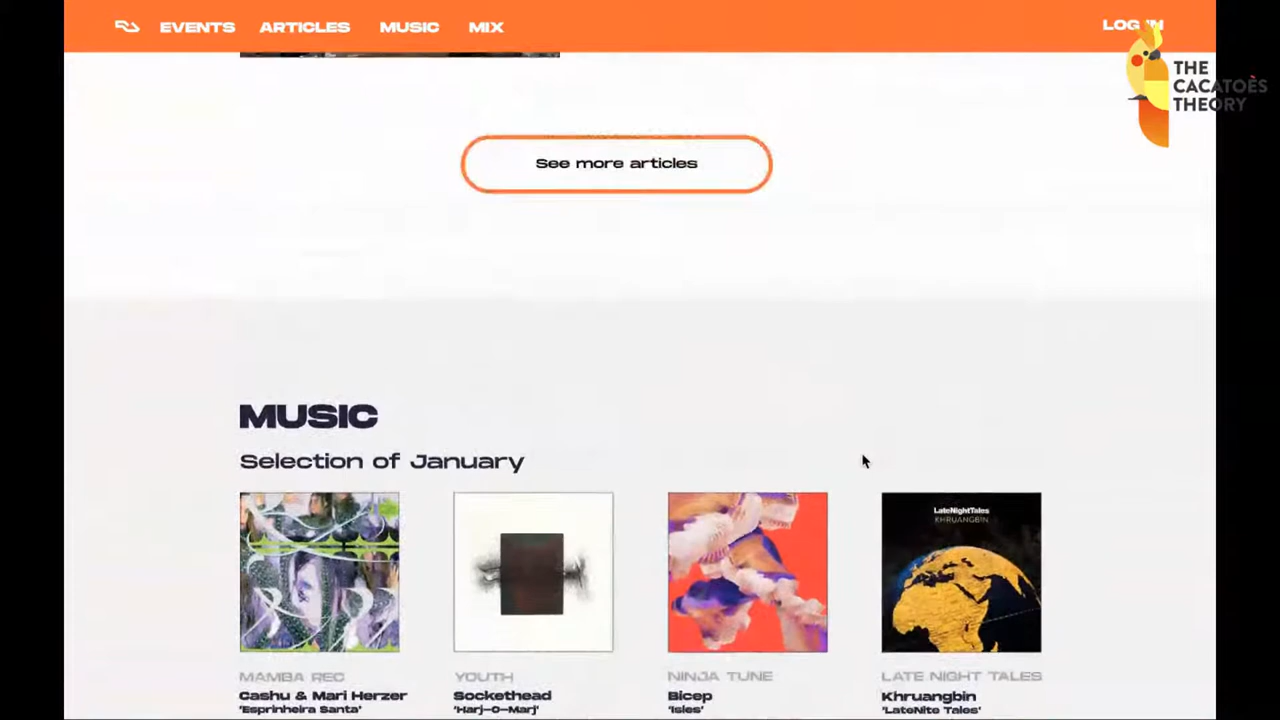 EVENTS ARTICLES MUSIC MIX LOG IN
THE
CACATOÈS
THEORY
See more articles
MUSIC
Selection of January
LateNightTales
KHRUANGBIN
MAMBA REC YOUTH NINJA TUNE LATE NIGHT TALES
Cashu & Mari Herzer Sockethead Bicep Khruangbin
'Esprinheira Santa' 'Harj-O-Marj' 'Isles' 'LateNite Tales'